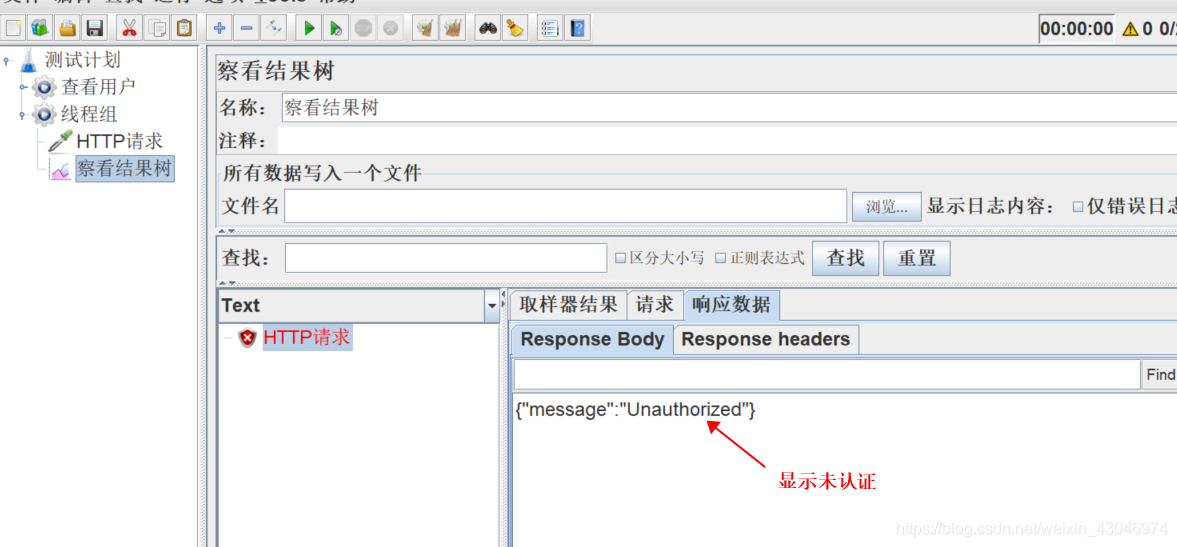 00:00:00 0 0/
测试计划
查看用户
线程组
HTTP请求
察看结果树
察看结果树
名称： 察看结果树
注释：
所有数据写入一个文件
文件名 浏览... 显示日志内容： 仅错误日志
查找： 区分大小写 正则表达式 查找 重置
Text 取样器结果 请求 响应数据
HTTP请求 Response Body Response headers
Find
{"message":"Unauthorized"}
显示未认证
https://blog.csdn.net/weixin_43046974